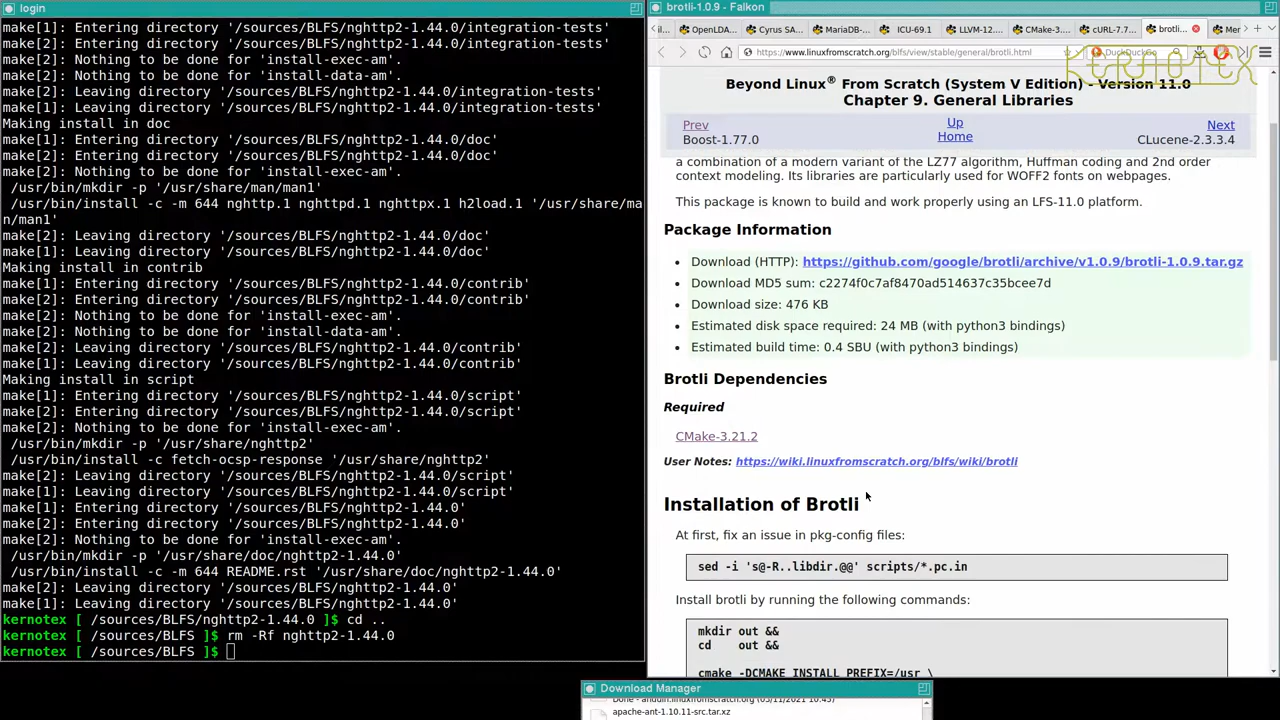 login
make[1]: Entering directory '/sources/BLFS/nghttp2-1.44.0/integration-tests'
make[2]: Entering directory '/sources/BLFS/nghttp2-1.44.0/integration-tests'
make[2]: Nothing to be done for 'install-exec-am'.
make[2]: Nothing to be done for 'install-data-am'.
make[2]: Leaving directory '/sources/BLFS/nghttp2-1.44.0/integration-tests'
make[1]: Leaving directory '/sources/BLFS/nghttp2-1.44.0/integration-tests'
Making install in doc
make[1]: Entering directory '/sources/BLFS/nghttp2-1.44.0/doc'
make[2]: Entering directory '/sources/BLFS/nghttp2-1.44.0/doc'
make[2]: Nothing to be done for 'install-exec-am'.
/usr/bin/mkdir -p '/usr/share/man/man1'
/usr/bin/install -c -m 644 nghttp.1 nghttpd.1 nghttpx.1 h2load.1 '/usr/share/ma
n/man1'
make[2]: Leaving directory '/sources/BLFS/nghttp2-1.44.0/doc'
make[1]: Leaving directory '/sources/BLFS/nghttp2-1.44.0/doc'
Making install in contrib
make[1]: Entering directory '/sources/BLFS/nghttp2-1.44.0/contrib'
make[2]: Entering directory '/sources/BLFS/nghttp2-1.44.0/contrib'
make[2]: Nothing to be done for 'install-exec-am'.
make[2]: Nothing to be done for 'install-data-am'.
make[2]: Leaving directory '/sources/BLFS/nghttp2-1.44.0/contrib'
make[1]: Leaving directory '/sources/BLFS/nghttp2-1.44.0/contrib'
Making install in script
make[1]: Entering directory '/sources/BLFS/nghttp2-1.44.0/script'
make[2]: Entering directory '/sources/BLFS/nghttp2-1.44.0/script'
make[2]: Nothing to be done for 'install-exec-am'.
/usr/bin/mkdir -p '/usr/share/nghttp2'
/usr/bin/install -c fetch-ocsp-response '/usr/share/nghttp2'
make[2]: Leaving directory '/sources/BLFS/nghttp2-1.44.0/script'
make[1]: Leaving directory '/sources/BLFS/nghttp2-1.44.0/script'
make[1]: Entering directory '/sources/BLFS/nghttp2-1.44.0'
make[2]: Entering directory '/sources/BLFS/nghttp2-1.44.0'
make[2]: Nothing to be done for 'install-exec-am'.
/usr/bin/mkdir -p '/usr/share/doc/nghttp2-1.44.0'
/usr/bin/install -c -m 644 README.rst '/usr/share/doc/nghttp2-1.44.0'
make[2]: Leaving directory '/sources/BLFS/nghttp2-1.44.0'
make[1]: Leaving directory '/sources/BLFS/nghttp2-1.44.0'
kernotex [ /sources/BLFS/nghttp2-1.44.0 ]$ cd ..
kernotex [ /sources/BLFS ]$ rm -Rf nghttp2-1.44.0
kernotex [ /sources/BLFS ]$
brotli-1.0.9 - Falkon
OpenLDA... Cyrus SA... MariaDB-... ICU-69.1 LLVM-12.... CMake-3... cURL-7.7... brotli... Mer
https://www.linuxfromscratch.org/blfs/view/stable/general/brotli.html DuckDuckGo
KERNOTEX
Beyond Linux® From Scratch (System V Edition) - Version 11.0
Chapter 9. General Libraries
Prev Up Next
Boost-1.77.0 Home CLucene-2.3.3.4
a combination of a modern variant of the LZ77 algorithm, Huffman coding and 2nd order
context modeling. Its libraries are particularly used for WOFF2 fonts on webpages.
This package is known to build and work properly using an LFS-11.0 platform.
Package Information
• Download (HTTP): https://github.com/google/brotli/archive/v1.0.9/brotli-1.0.9.tar.gz
• Download MD5 sum: c2274f0c7af8470ad514637c35bcee7d
• Download size: 476 KB
• Estimated disk space required: 24 MB (with python3 bindings)
• Estimated build time: 0.4 SBU (with python3 bindings)
Brotli Dependencies
Required
CMake-3.21.2
User Notes: https://wiki.linuxfromscratch.org/blfs/wiki/brotli
Installation of Brotli
At first, fix an issue in pkg-config files:
sed -i 's@-R..libdir.@@' scripts/*.pc.in
Install brotli by running the following commands:
mkdir out &&
cd out &&
cmake -DCMAKE_INSTALL_PREFIX=/usr \
Download Manager
Done - anduin.linuxfromscratch.org (05/11/2021 10:45)
apache-ant-1.10.11-src.tar.xz